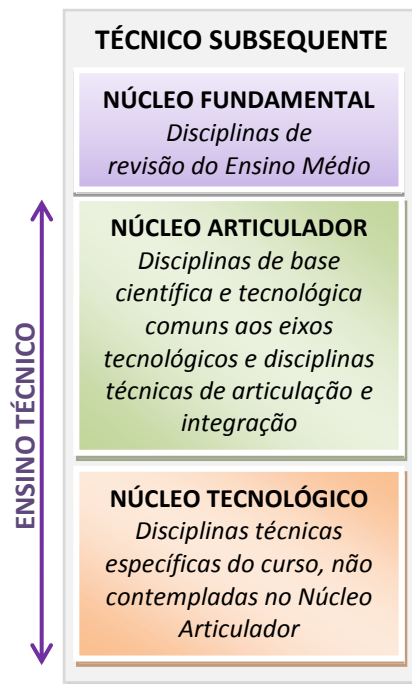 TÉCNICO SUBSEQUENTE
NÚCLEO FUNDAMENTAL
Disciplinas de
revisão do Ensino Médio
NÚCLEO ARTICULADOR
Disciplinas de base
científica e tecnológica
comuns aos eixos
tecnológicos e disciplinas
técnicas de articulação e
integração
NÚCLEO TECNOLÓGICO
Disciplinas técnicas
específicas do curso, não
contempladas no Núcleo
Articulador
ENSINO TÉCNICO